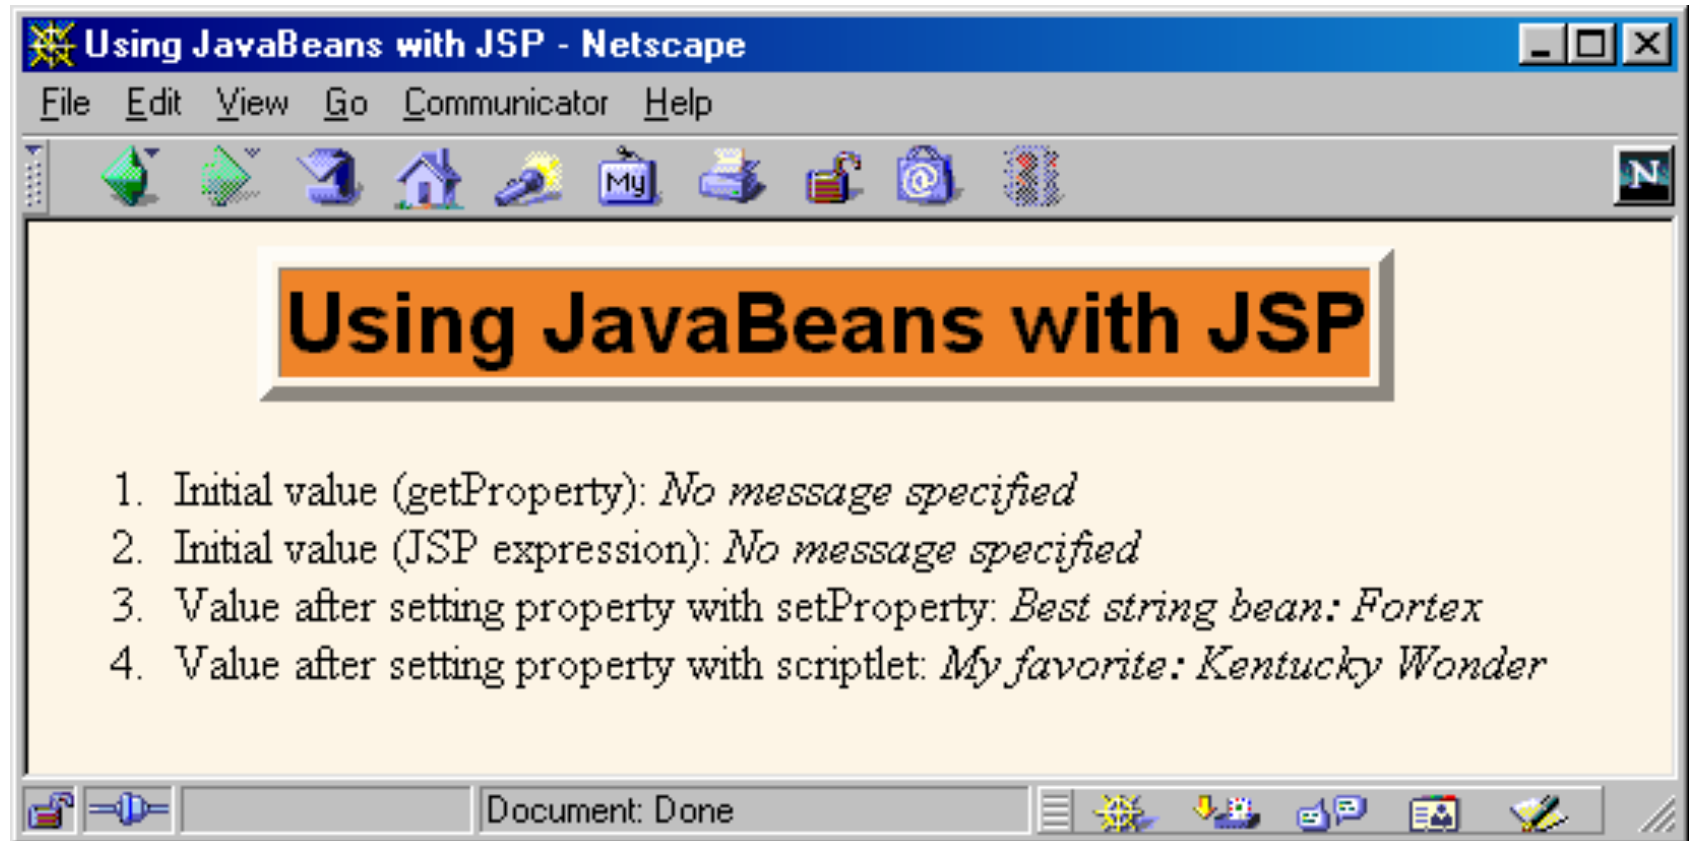 Using JavaBeans with JSP - Netscape
File Edit View Go Communicator Help
My
@
N
Using JavaBeans with JSP
1. Initial value (getProperty): No message specified
2. Initial value (JSP expression): No message specified
3. Value after setting property with setProperty: Best string bean: Fortex
4. Value after setting property with scriptlet: My favorite: Kentucky Wonder
Document: Done